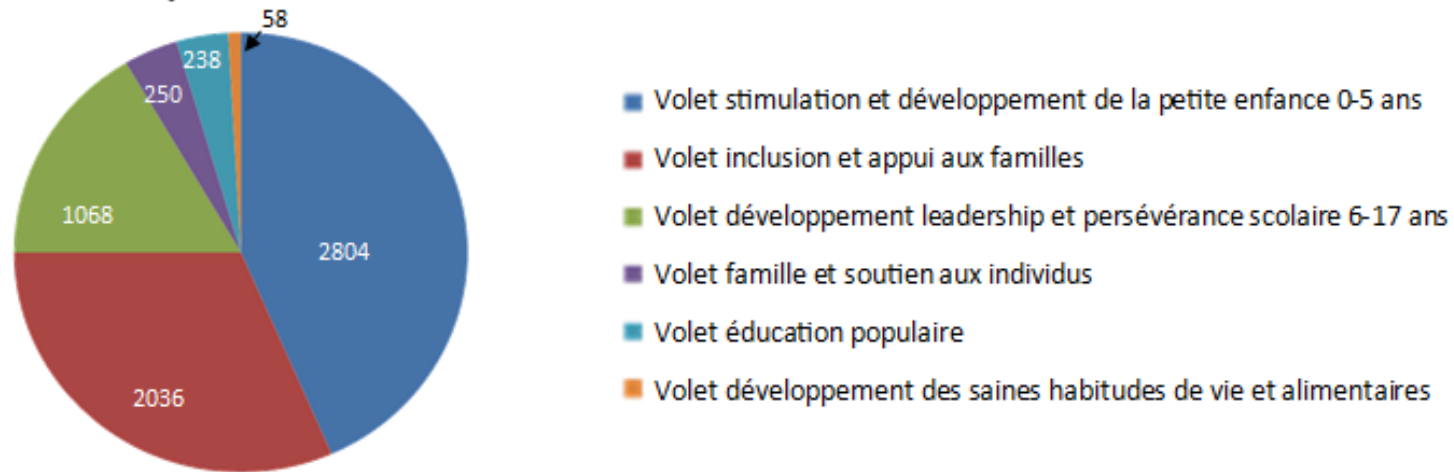 58
238
250
1068
2804
2036
Volet stimulation et développement de la petite enfance 0-5 ans
Volet inclusion et appui aux familles
Volet développement leadership et persévérance scolaire 6-17 ans
Volet famille et soutien aux individus
Volet éducation populaire
Volet développement des saines habitudes de vie et alimentaires